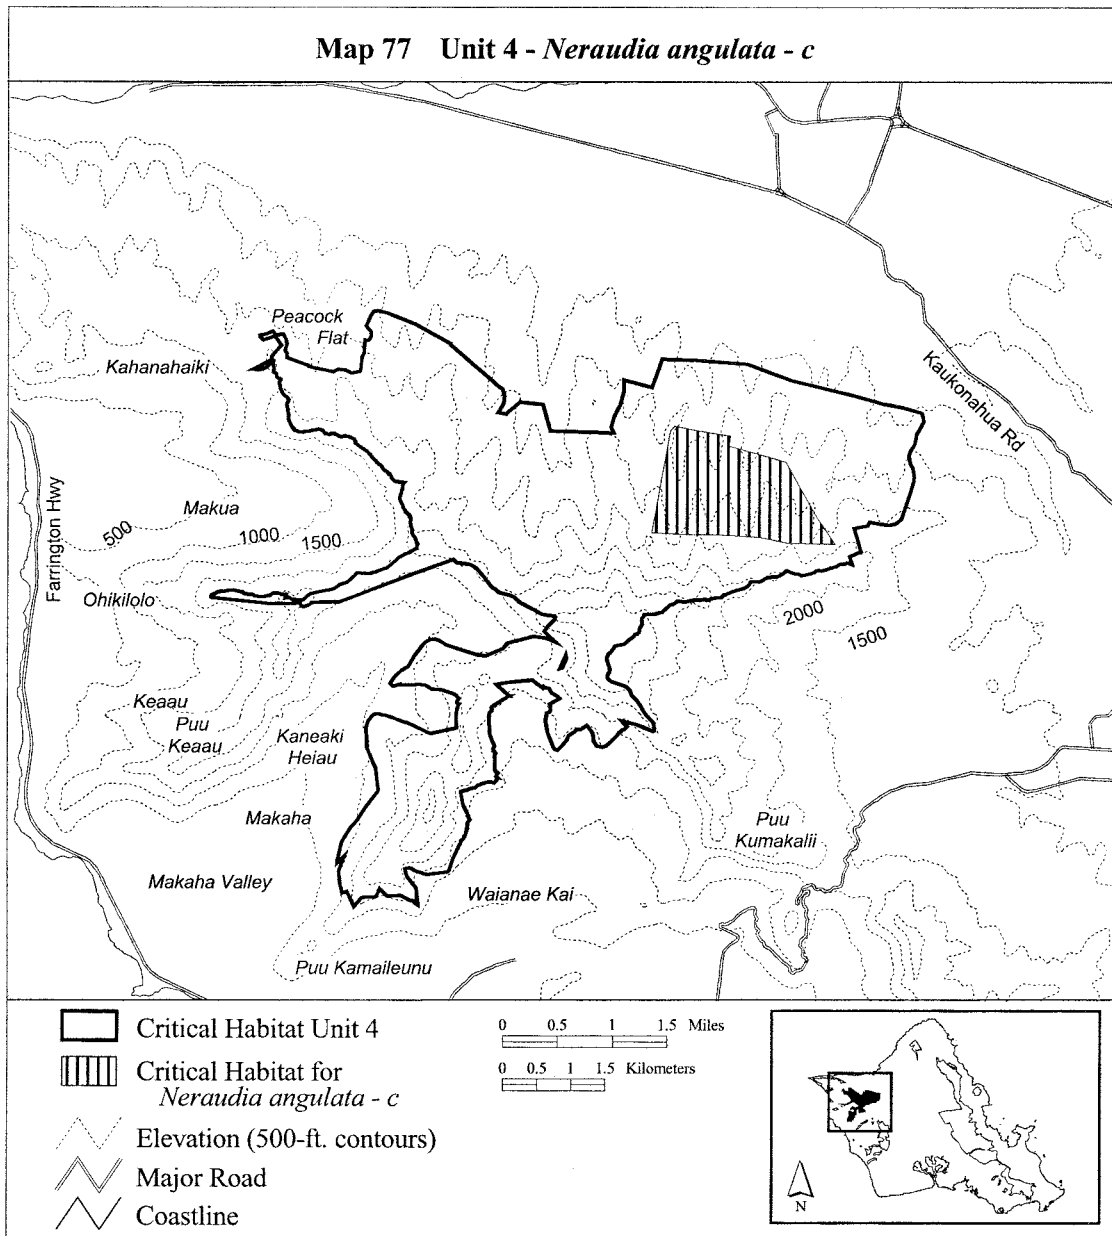 Map 77 Unit 4 - Neraudia angulata - c
Peacock
Flat
Kahanahaiki
Kaukonahua Rd
Farrington Hwy
Makua
500
1000
1500
Ohikilolo
2000
1500
Keaau
Puu
Keaau
Kaneaki
Heiau
Makaha
Puu
Kumakalii
Makaha Valley
Waianae Kai
Puu Kamaileunu
Critical Habitat Unit 4
Critical Habitat for
Neraudia angulata - c
Elevation (500-ft. contours)
Major Road
Coastline
0 0.5 1 1.5 Miles
0 0.5 1 1.5 Kilometers
N